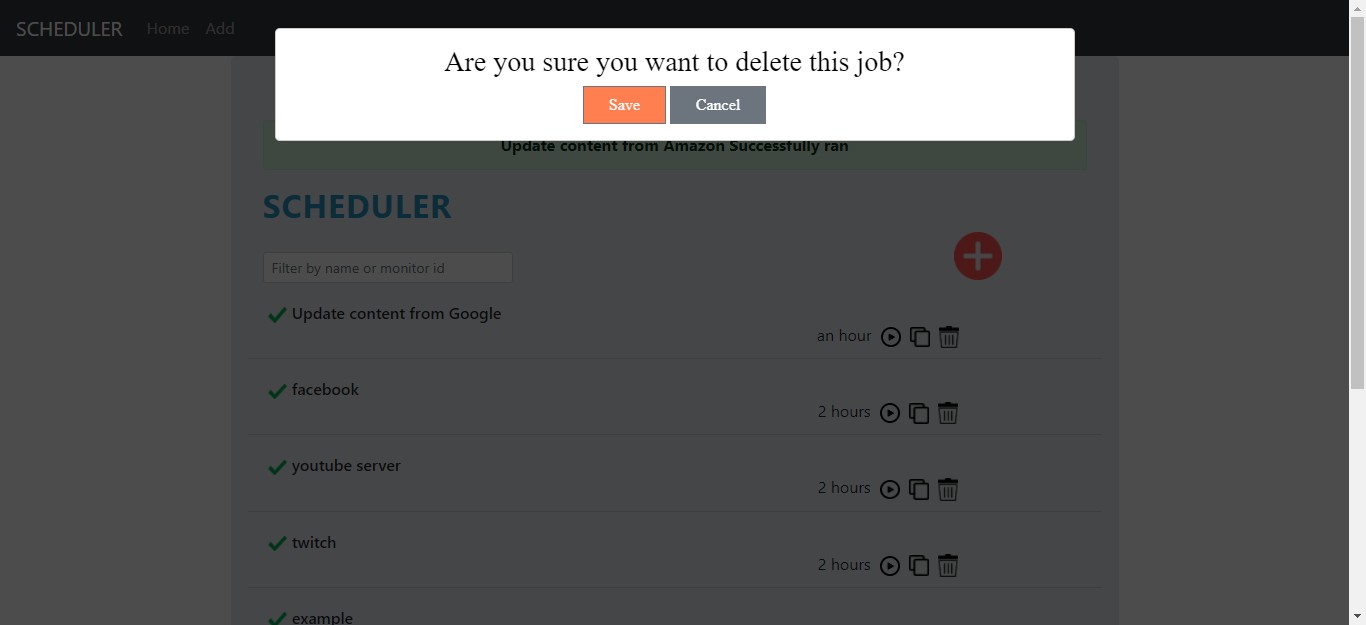 SCHEDULER Home Add
Are you sure you want to delete this job?
Save Cancel
Update content from Amazon Successfully ran
SCHEDULER
Filter by name or monitor id
Update content from Google
an hour
facebook
2 hours
youtube server
2 hours
twitch
2 hours
example